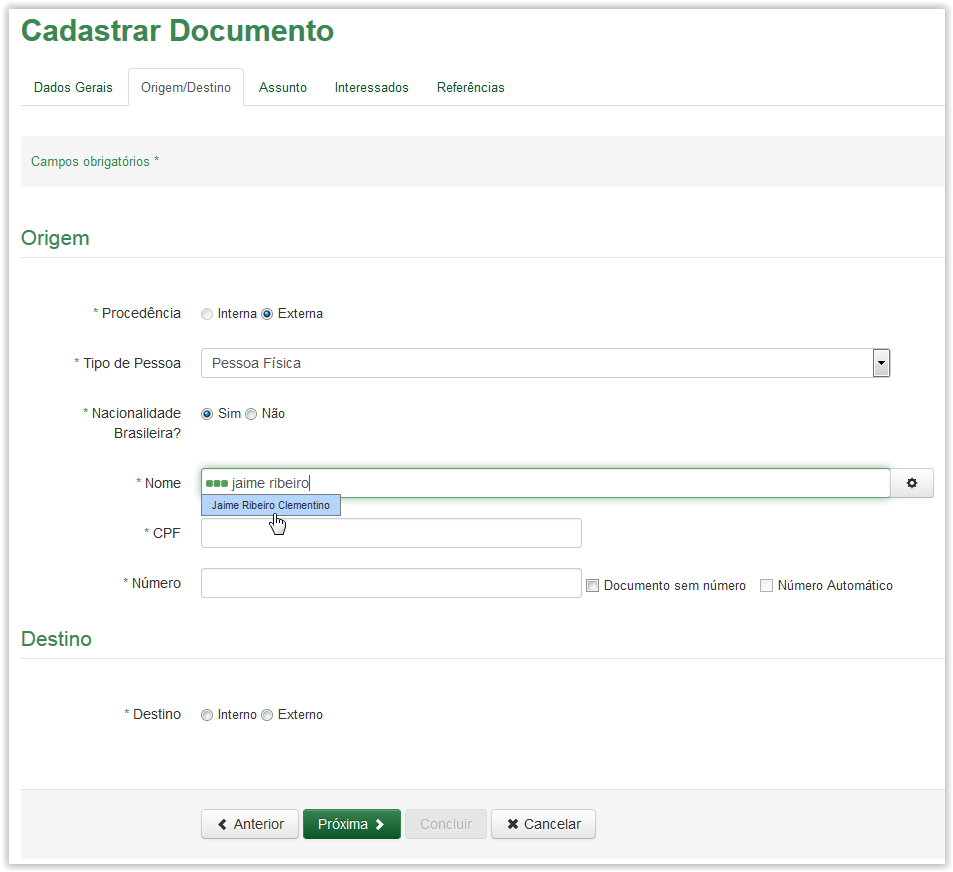 Cadastrar Documento
Dados Gerais Origem/Destino Assunto Interessados Referências
Campos obrigatórios *
Origem
* Procedência Interna Externa
* Tipo de Pessoa Pessoa Física
* Nacionalidade Sim Não
Brasileira?
* Nome jaime ribeiro
Jaime Ribeiro Clementino
* CPF
* Número Documento sem número Número Automático
Destino
* Destino Interno Externo
Anterior Próxima Concluir Cancelar